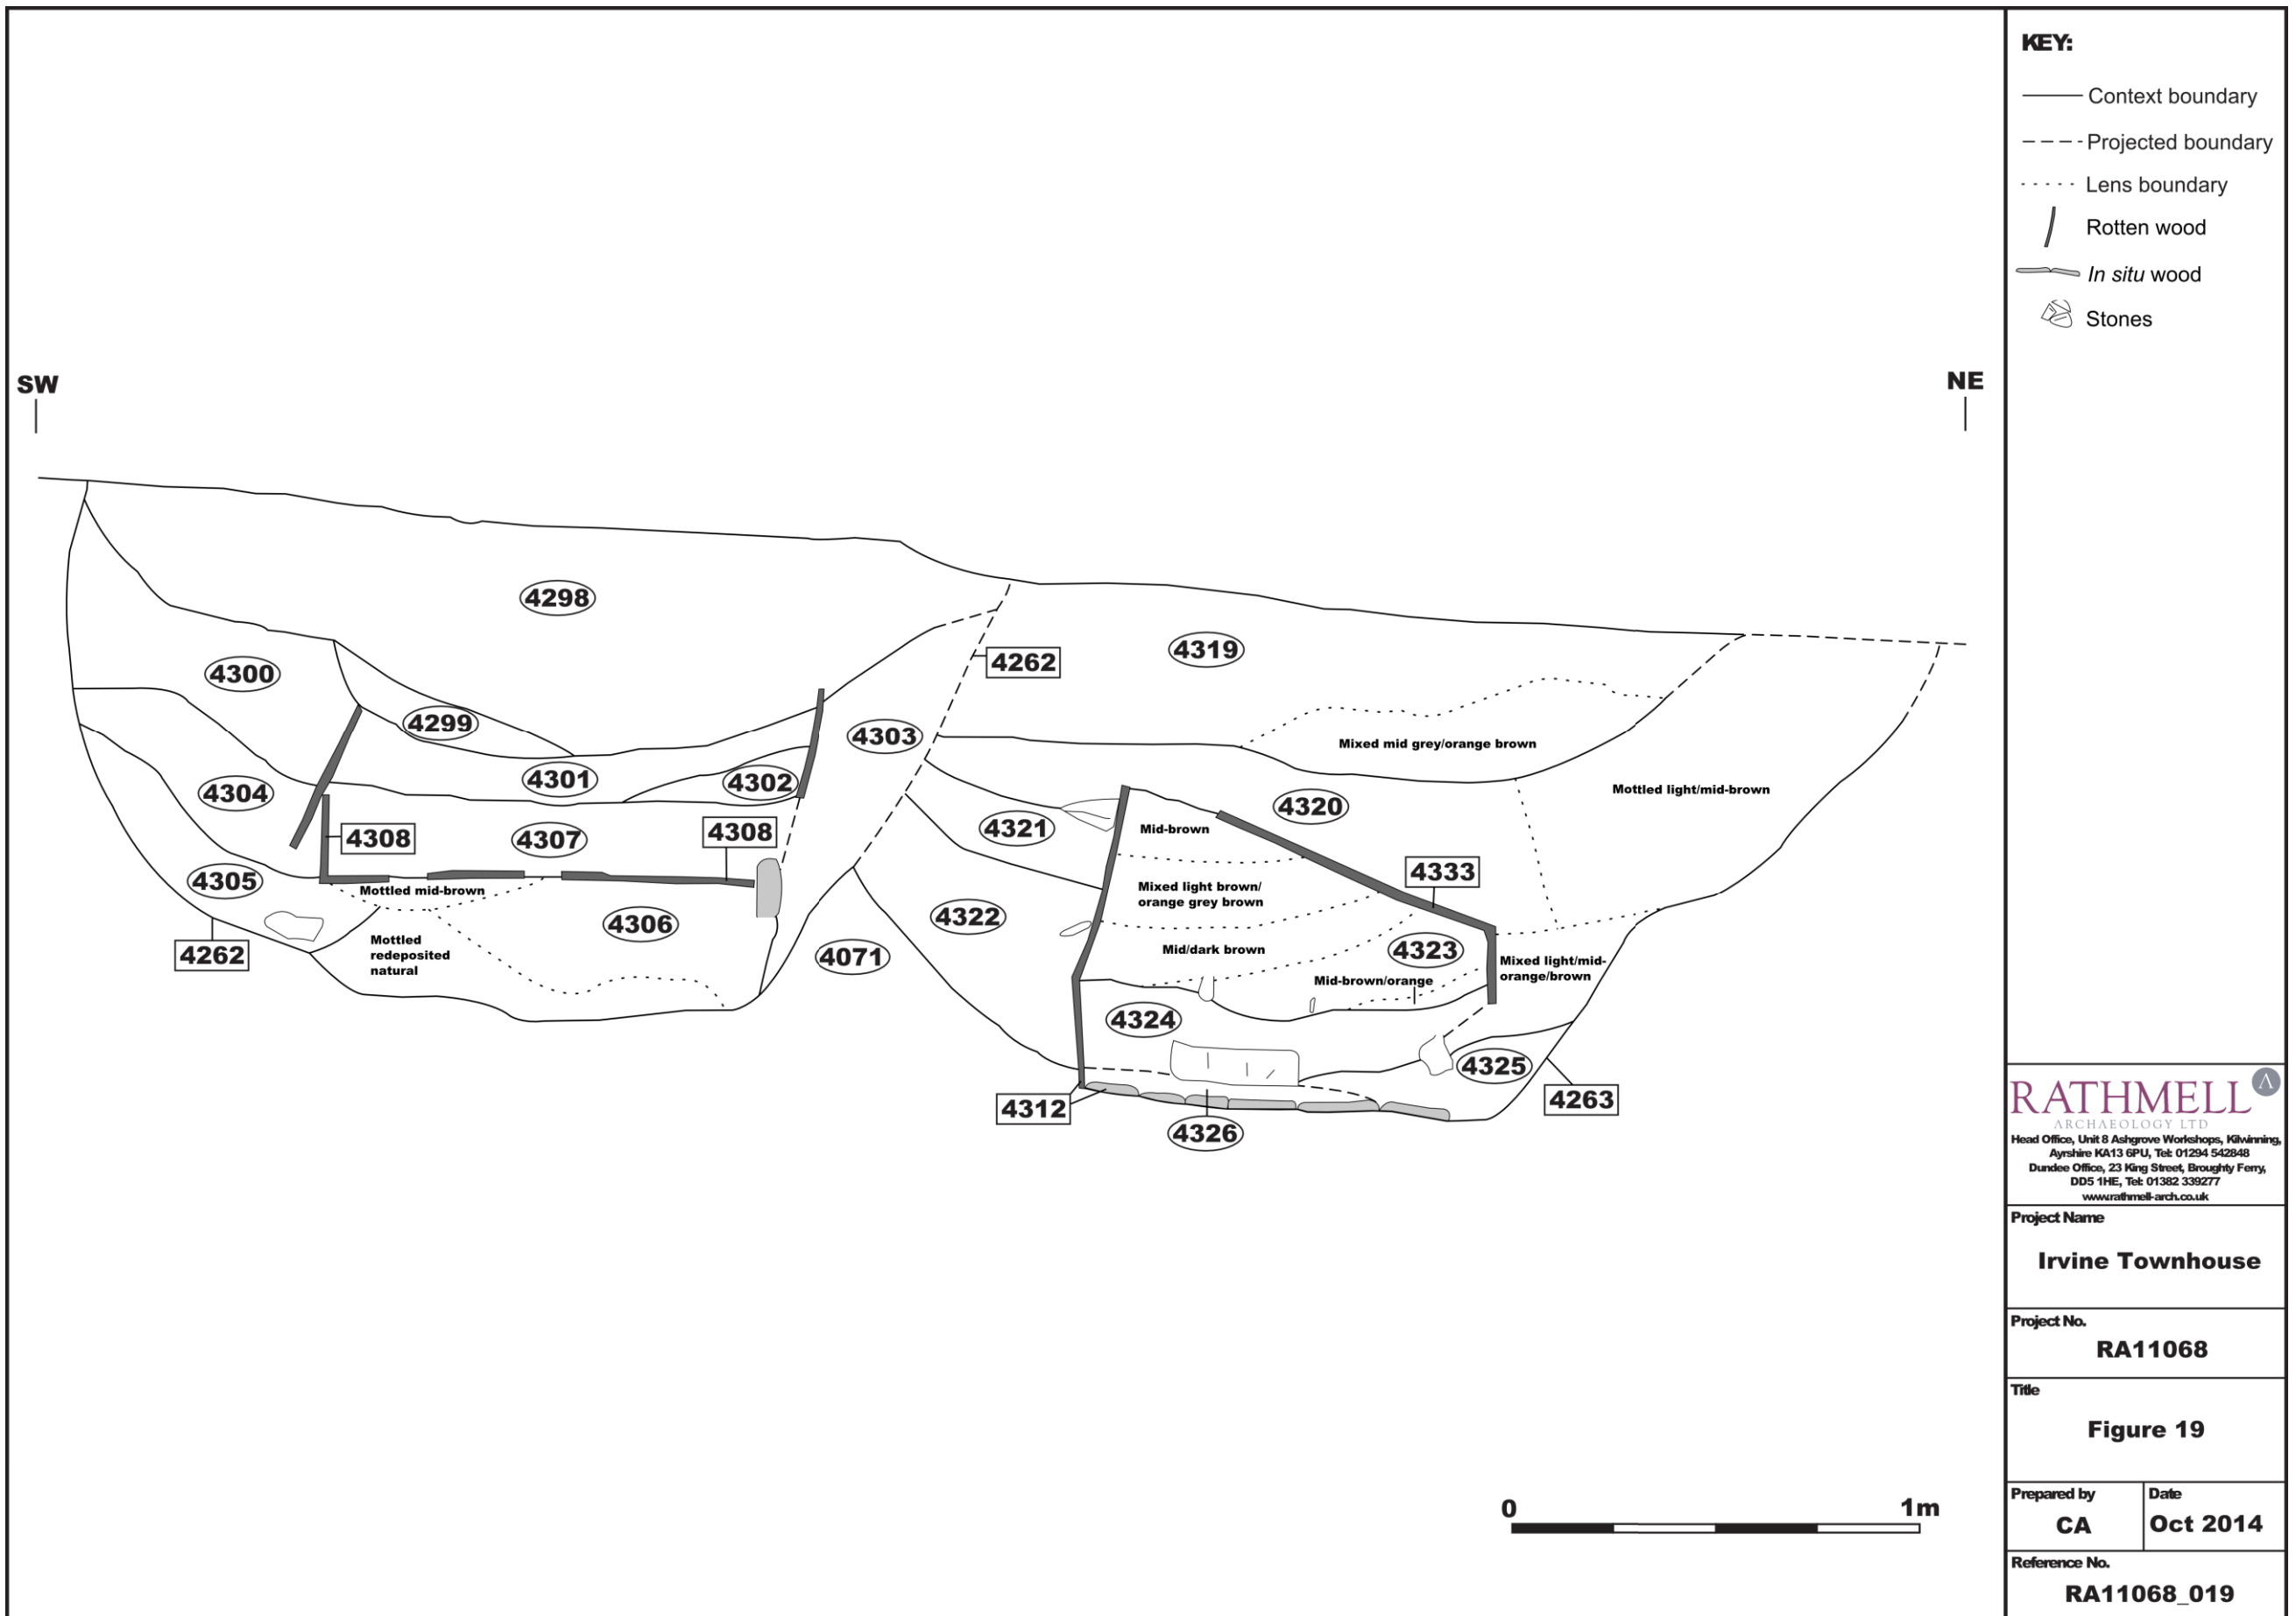 SW
NE
4298
4319
4262
4300
4299
4303
Mixed mid grey/orange brown
4301
4302
4304
Mottled light/mid-brown
4320
4321
Mid-brown
4308
4307
4308
4333
4305
Mottled mid-brown
Mixed light brown/
orange grey brown
4306
4322
4262
Mottled
redeposited
natural
4071
Mid/dark brown
4323
Mixed light/mid-
orange/brown
Mid-brown/orange
4324
4325
4312
4263
4326
0
1m
KEY:
Context boundary
Projected boundary
Lens boundary
Rotten wood
In situ wood
Stones
RATHMELL Λ
ΛRCHΛEOLOGY LTD
Head Office, Unit 8 Ashgrove Workshops, Kilwinning,
Ayrshire KA13 6PU, Tel: 01294 542848
Dundee Office, 23 King Street, Broughty Ferry,
DD5 1HE, Tel: 01382 339277
www.rathmell-arch.co.uk
Project Name
Irvine Townhouse
Project No.
RA11068
Title
Figure 19
Prepared by
CA
Date
Oct 2014
Reference No.
RA11068_019